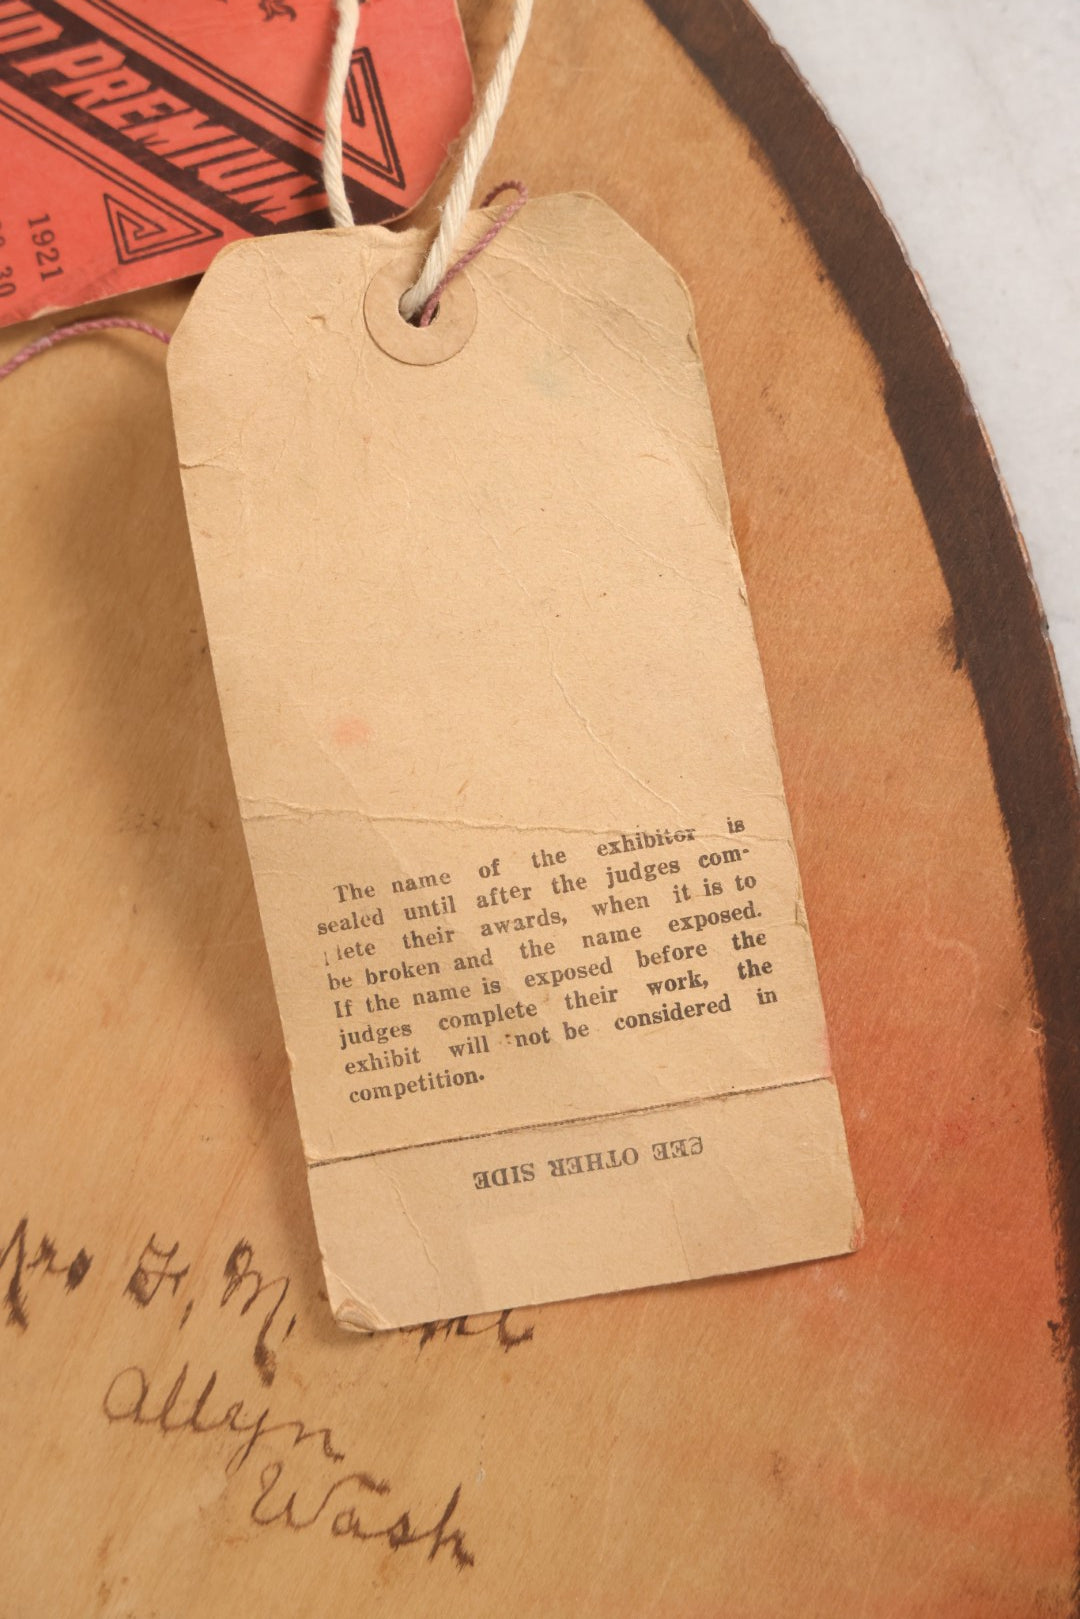 PREMIUM
1921
30
The name of the exhibitor is
sealed until after the judges com-
plete their awards, when it is to
be broken and the name exposed.
If the name is exposed before the
judges complete their work, the
exhibit will not be considered in
competition.
SEE OTHER SIDE
F. M.
Allyn
Wash